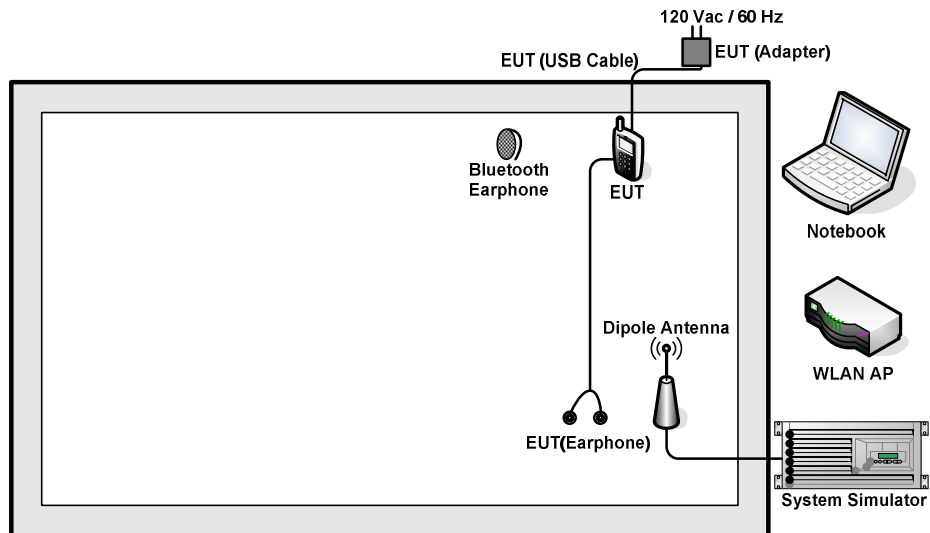 120 Vac / 60 Hz
EUT (USB Cable)
EUT (Adapter)
Bluetooth
Earphone
EUT
Notebook
Dipole Antenna
WLAN AP
EUT(Earphone)
System Simulator